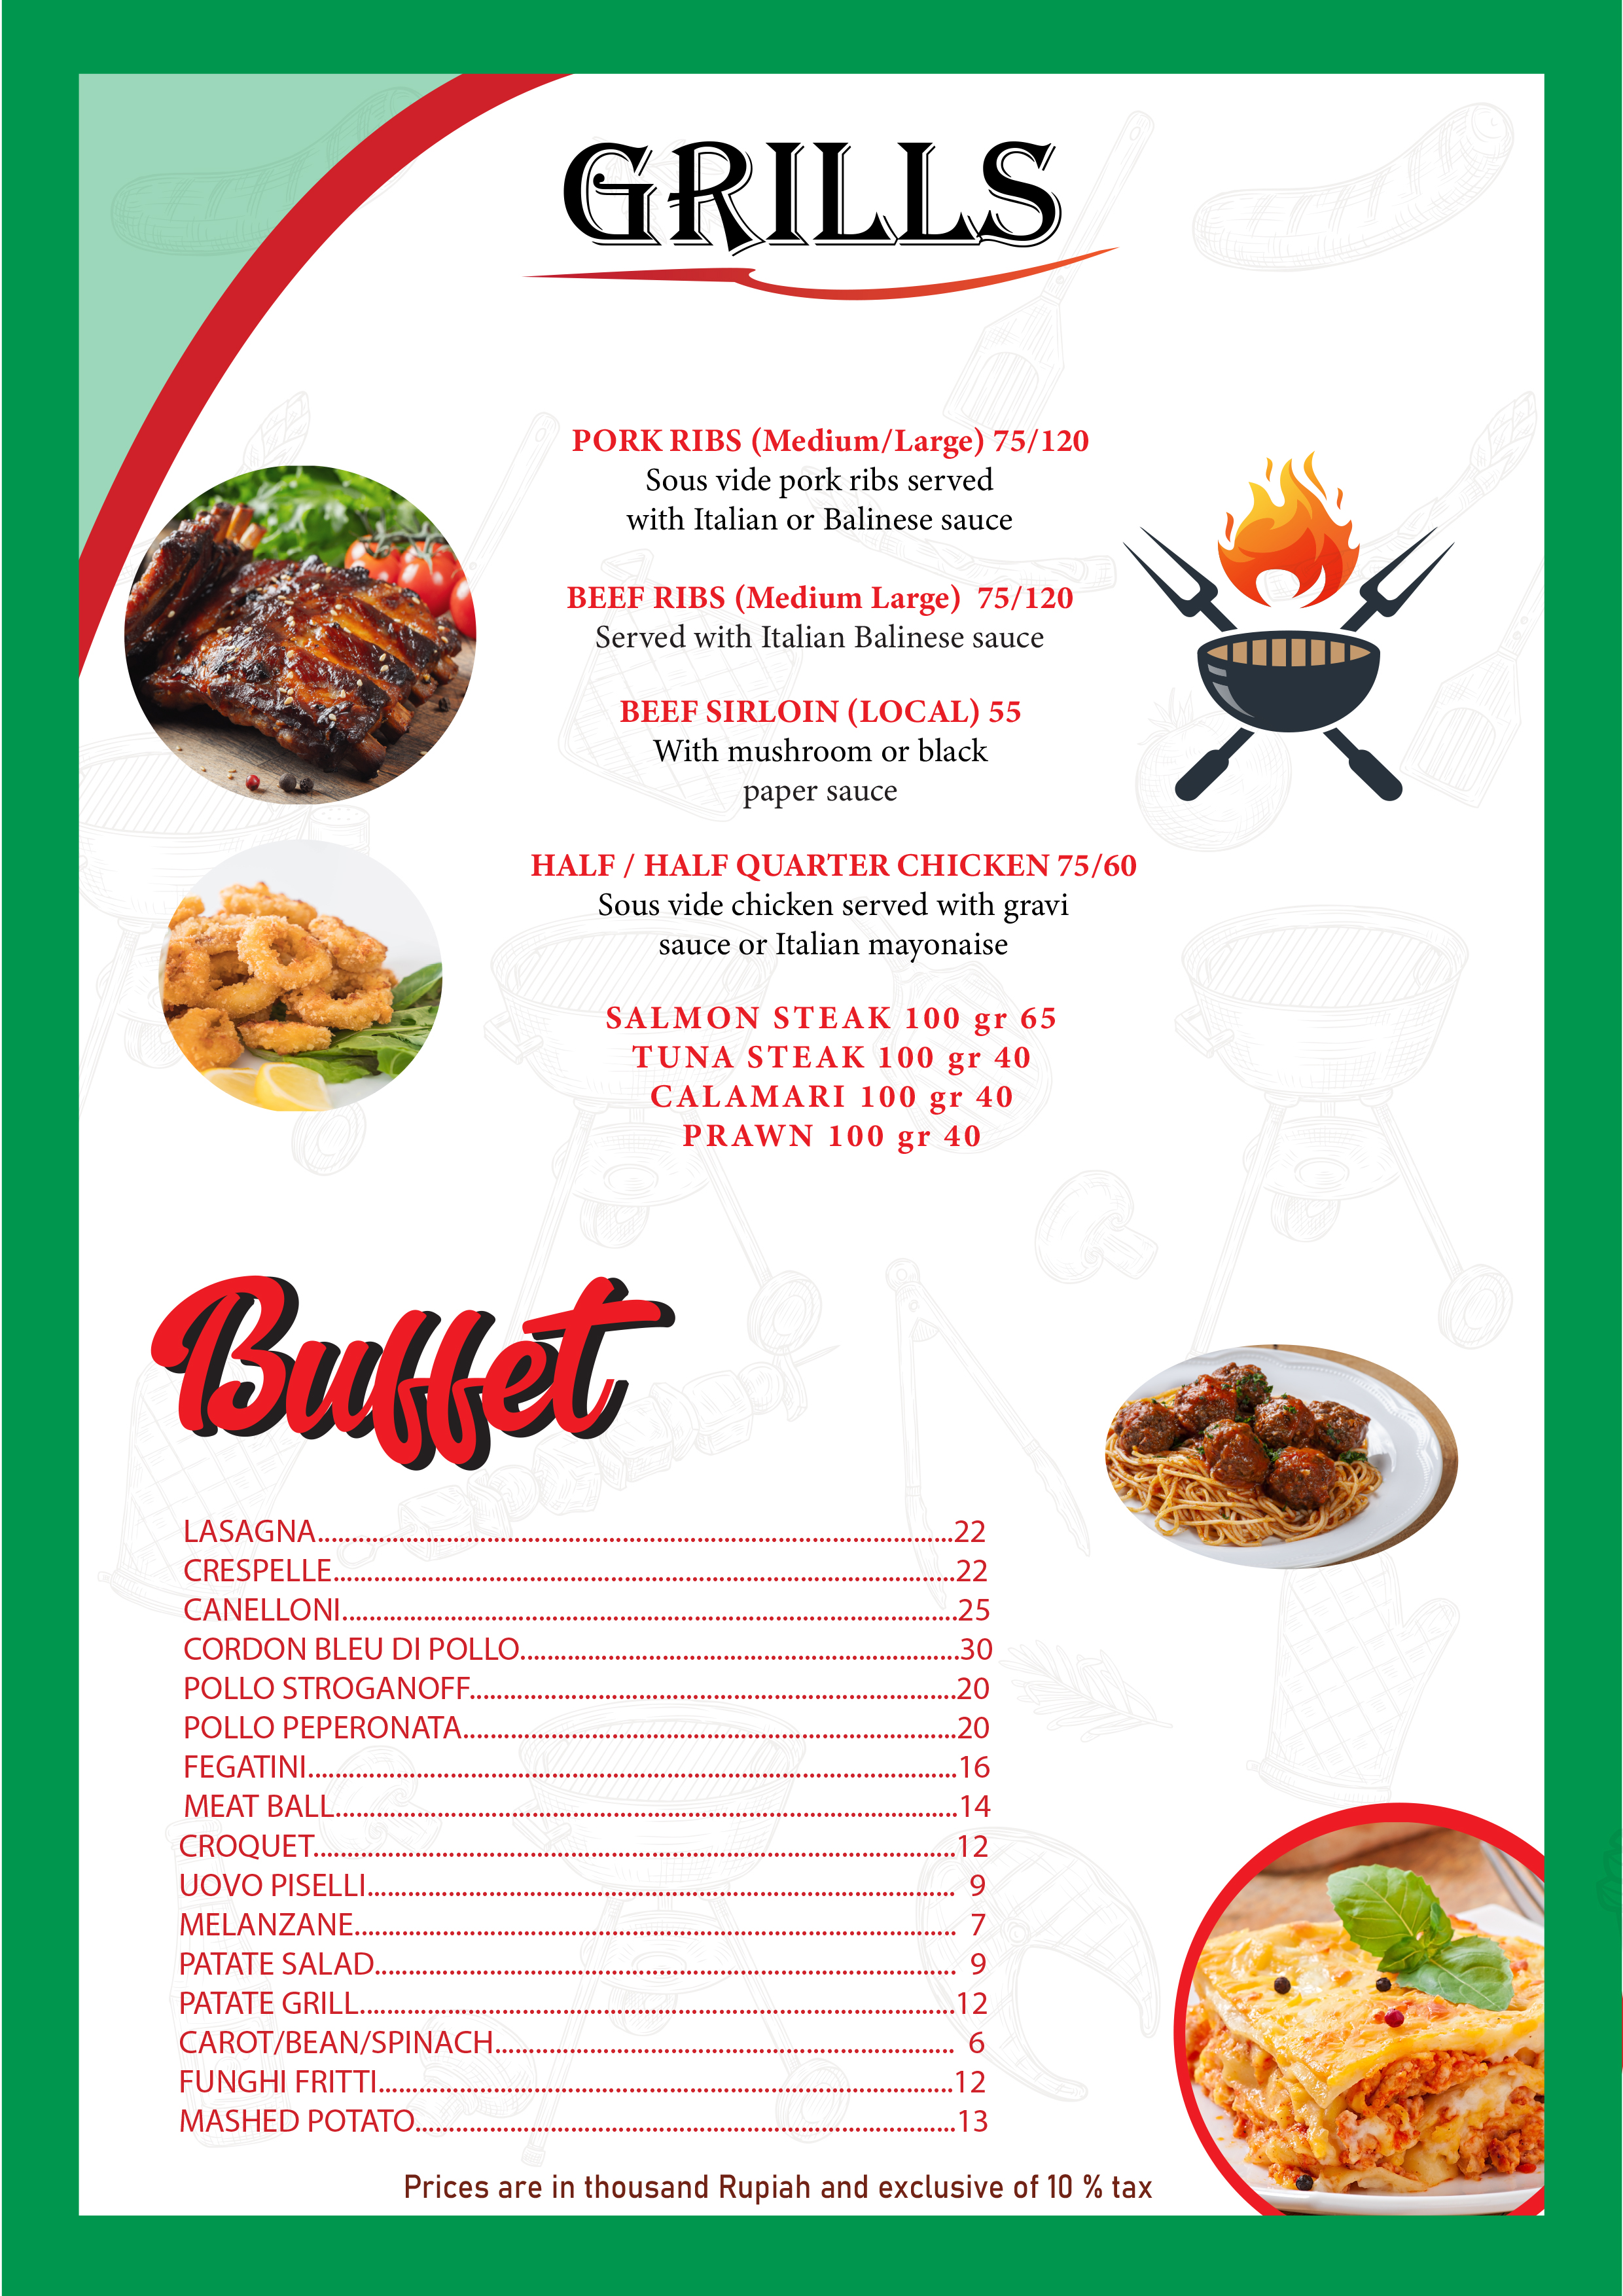 GRILLS
PORK RIBS (Medium/Large) 75/120
Sous vide pork ribs served
with Italian or Balinese sauce
BEEF RIBS (Medium Large) 75/120
Served with Italian Balinese sauce
BEEF SIRLOIN (LOCAL) 55
With mushroom or black
paper sauce
HALF / HALF QUARTER CHICKEN 75/60
Sous vide chicken served with gravi
sauce or Italian mayonaise
SALMON STEAK 100 gr 65
TUNA STEAK 100 gr 40
CALAMARI 100 gr 40
PRAWN 100 gr 40
Buffet
LASAGNA........22
CRESPELLE........22
CANELLONI........25
CORDON BLEU DI POLLO........30
POLLO STROGANOFF........20
POLLO PEPERONATA........20
FEGATINI........16
MEAT BALL........14
CROQUET........12
UOVO PISELLI........ 9
MELANZANE........ 7
PATATE SALAD........ 9
PATATE GRILL........12
CAROT/BEAN/SPINACH........ 6
FUNGHI FRITTI........12
MASHED POTATO........13
Prices are in thousand Rupiah and exclusive of 10 % tax